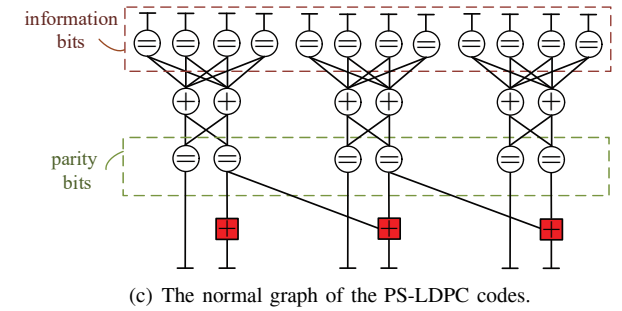 information
bits
parity
bits
(c) The normal graph of the PS-LDPC codes.